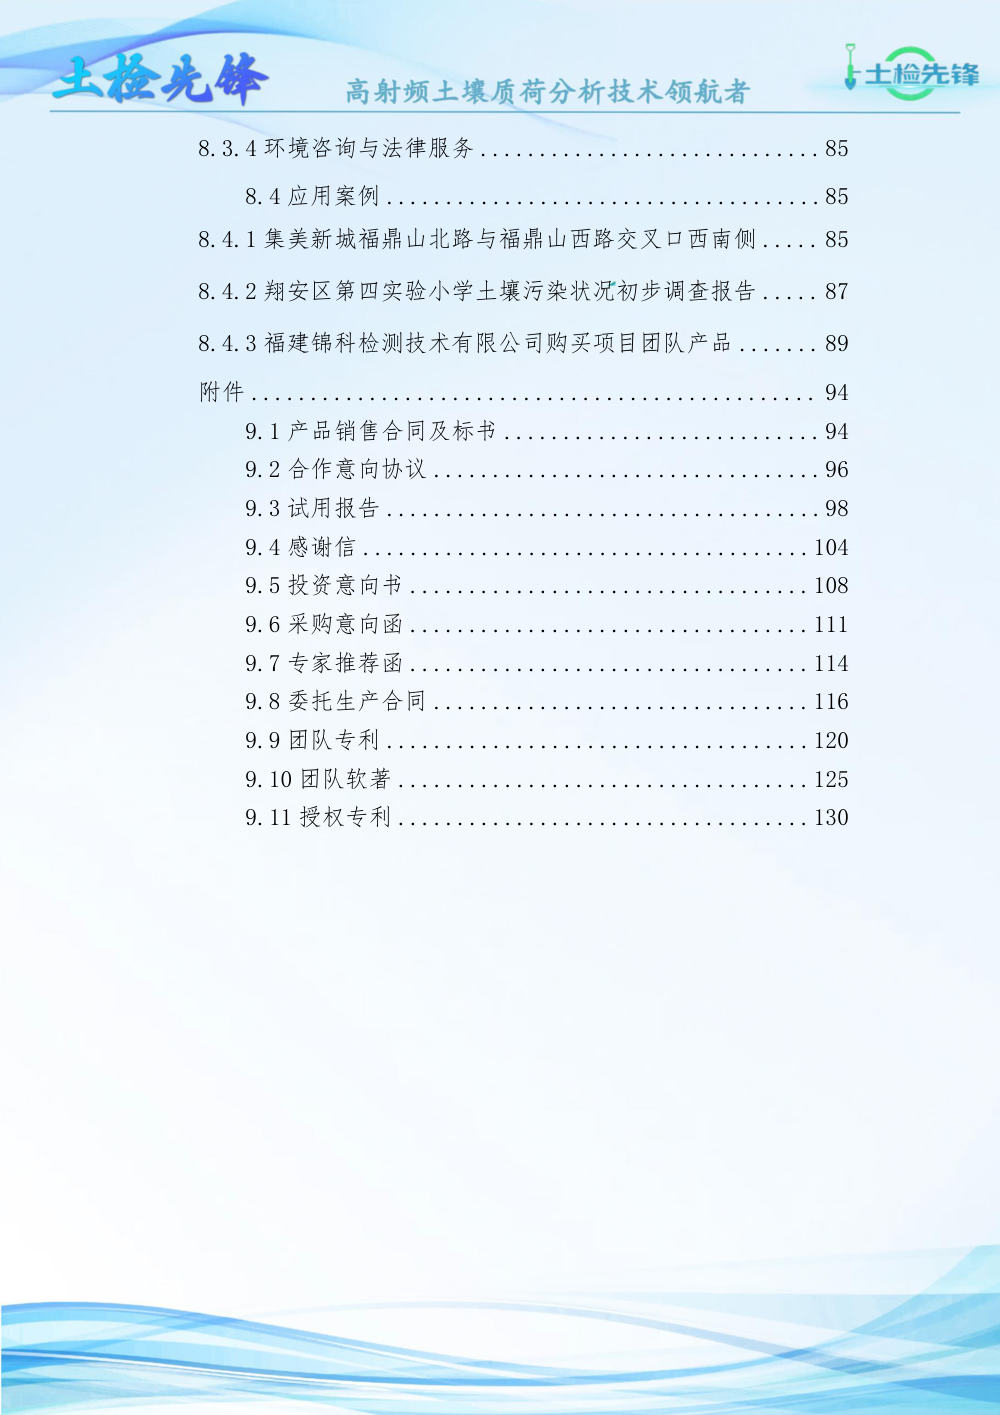 土检先锋
高射频土壤质荷分析技术领航者
土检先锋
8.3.4 环境咨询与法律服务............................. 85
8.4 应用案例..................................... 85
8.4.1 集美新城福鼎山北路与福鼎山西路交叉口西南侧..... 85
8.4.2 翔安区第四实验小学土壤污染状况初步调查报告..... 87
8.4.3 福建锦科检测技术有限公司购买项目团队产品....... 89
附件................................................ 94
9.1 产品销售合同及标书........................... 94
9.2 合作意向协议................................. 96
9.3 试用报告..................................... 98
9.4 感谢信...................................... 104
9.5 投资意向书.................................. 108
9.6 采购意向函.................................. 111
9.7 专家推荐函.................................. 114
9.8 委托生产合同................................ 116
9.9 团队专利.................................... 120
9.10 团队软著................................... 125
9.11 授权专利................................... 130